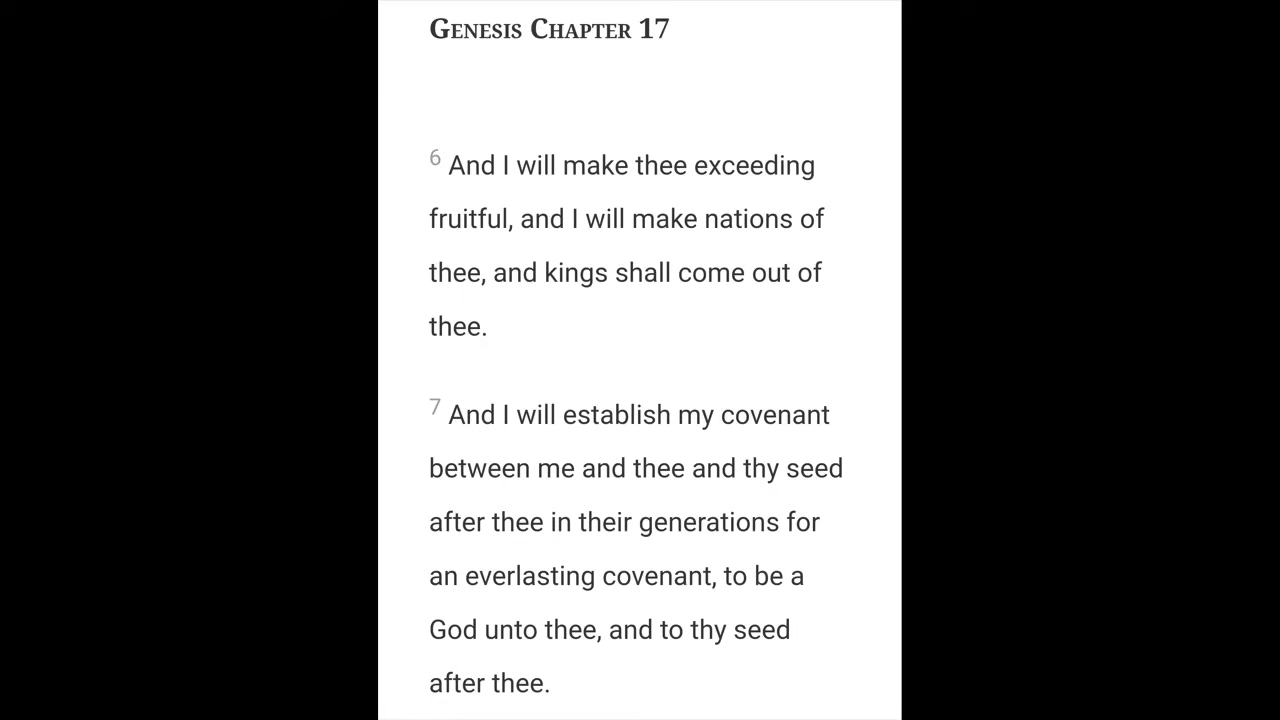 Genesis Chapter 17
6 And I will make thee exceeding
fruitful, and I will make nations of
thee, and kings shall come out of
thee.
7 And I will establish my covenant
between me and thee and thy seed
after thee in their generations for
an everlasting covenant, to be a
God unto thee, and to thy seed
after thee.